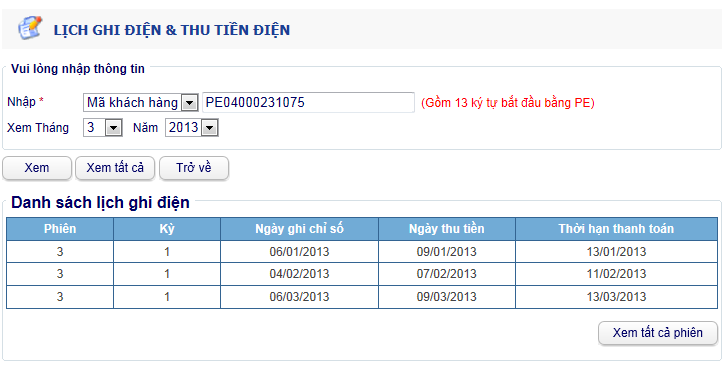 LỊCH GHI ĐIỆN & THU TIỀN ĐIỆN
Vui lòng nhập thông tin
Nhập * Mã khách hàng PE04000231075 (Gồm 13 ký tự bắt đầu bằng PE)
Xem Tháng 3 Năm 2013
Xem Xem tất cả Trở về
Danh sách lịch ghi điện
Phiên Kỳ Ngày ghi chỉ số Ngày thu tiền Thời hạn thanh toán
3 1 06/01/2013 09/01/2013 13/01/2013
3 1 04/02/2013 07/02/2013 11/02/2013
3 1 06/03/2013 09/03/2013 13/03/2013
Xem tất cả phiên